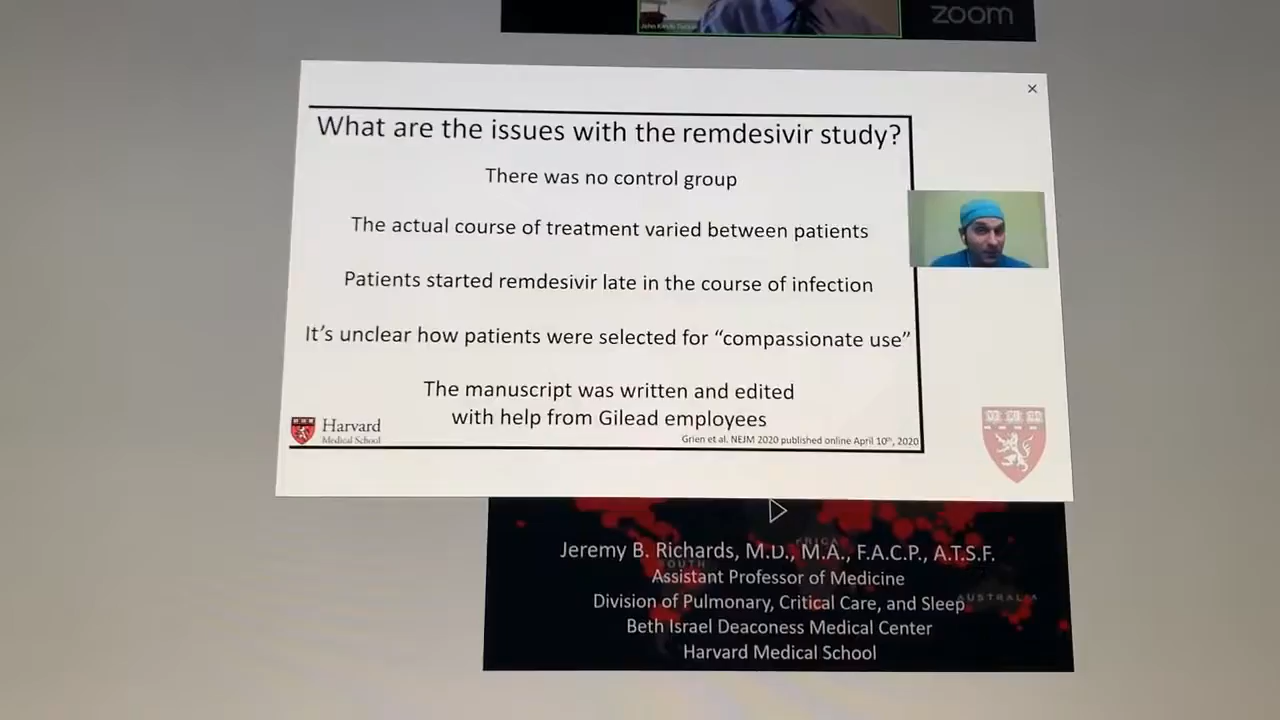 zoom
What are the issues with the remdesivir study?
There was no control group
The actual course of treatment varied between patients
Patients started remdesivir late in the course of infection
It's unclear how patients were selected for “compassionate use”
The manuscript was written and edited
with help from Gilead employees
Harvard
Medical School
Grien et al. NEJM 2020 published online April 10th, 2020
Jeremy B. Richards, M.D., M.A., F.A.C.P., A.T.S.F.
SOUTH
Assistant Professor of Medicine
Division of Pulmonary, Critical Care, and Sleep
AUSTRALIA
Beth Israel Deaconess Medical Center
Harvard Medical School